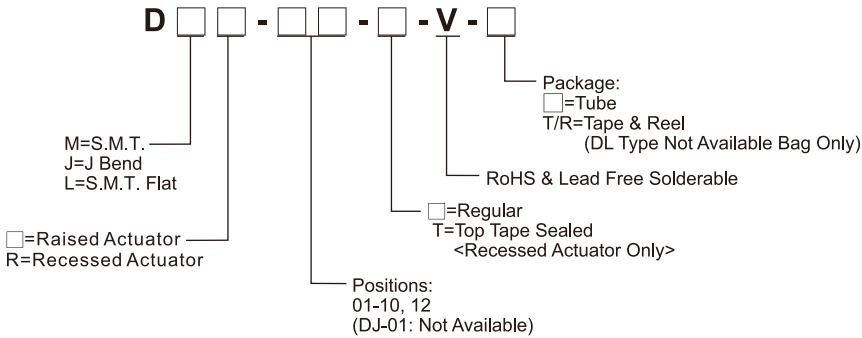 D□□-□□-□-V-□
Package:
□=Tube
T/R=Tape & Reel
(DL Type Not Available Bag Only)
M=S.M.T.
J=J Bend
L=S.M.T. Flat
RoHS & Lead Free Solderable
□=Regular
T=Top Tape Sealed
<Recessed Actuator Only>
□=Raised Actuator
R=Recessed Actuator
Positions:
01-10, 12
(DJ-01: Not Available)